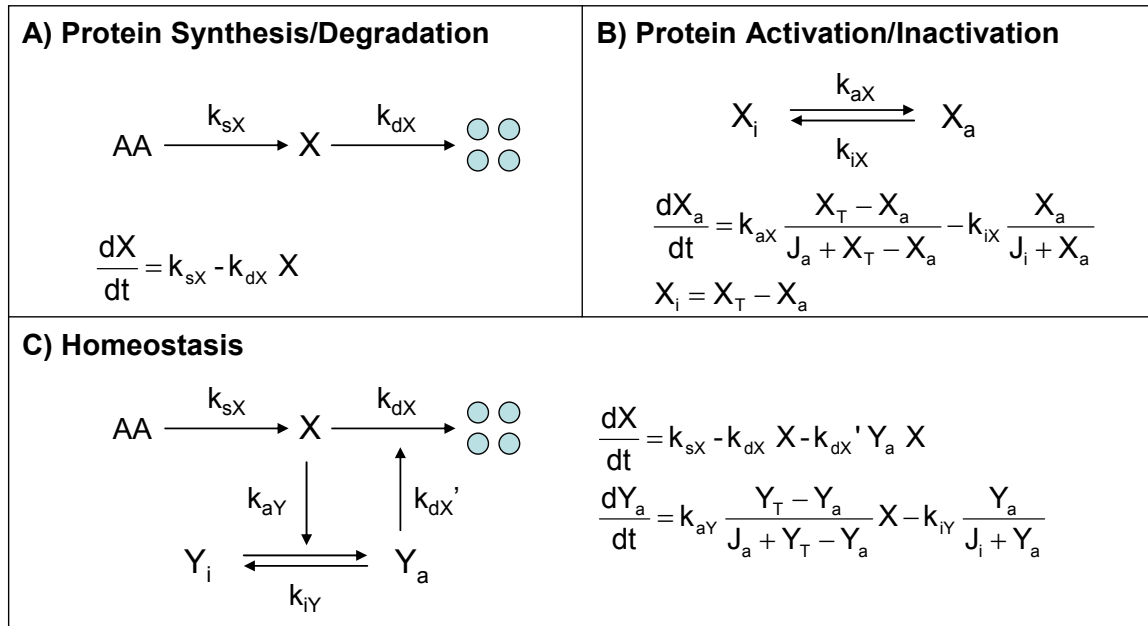 A) Protein Synthesis/Degradation
k_sX k_dX
AA X
dX/dt = k_sX - k_dX X
B) Protein Activation/Inactivation
k_aX
X_i X_a
k_iX
dX_a/dt = k_aX (X_T − X_a)/(J_a + X_T − X_a) − k_iX X_a/(J_i + X_a)
X_i = X_T − X_a
C) Homeostasis
k_sX k_dX
AA X
k_aY k_dX'
Y_i Y_a
k_iY
dX/dt = k_sX - k_dX X - k_dX' Y_a X
dY_a/dt = k_aY (Y_T − Y_a)/(J_a + Y_T − Y_a) X − k_iY Y_a/(J_i + Y_a)